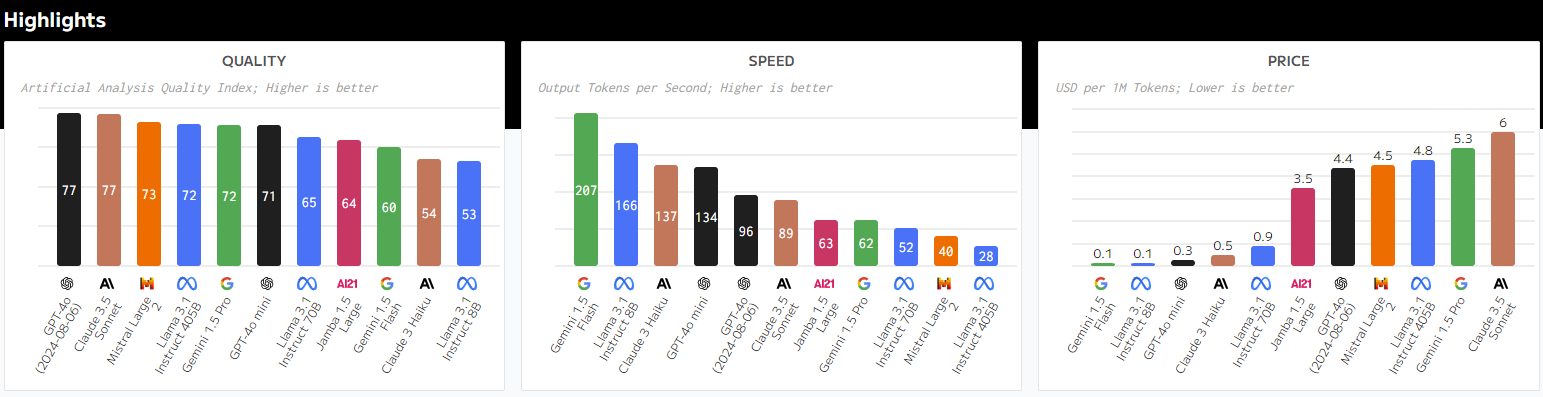 Highlights
QUALITY
Artificial Analysis Quality Index; Higher is better
77
77
73
72
72
71
65
64
60
54
53
AI21
GPT-4o
(2024-08-06)
Claude 3.5
Sonnet
Mistral Large
2
Llama 3.1
Instruct 405B
Gemini 1.5 Pro
GPT-4o mini
Llama 3.1
Instruct 70B
Jamba 1.5
Large
Gemini 1.5
Flash
Claude 3 Haiku
Llama 3.1
Instruct 8B
SPEED
Output Tokens per Second; Higher is better
207
166
137
134
96
89
63
62
52
40
28
AI21
Gemini 1.5
Flash
Llama 3.1
Instruct 8B
Claude 3 Haiku
GPT-4o mini
GPT-4o
(2024-08-06)
Claude 3.5
Sonnet
Jamba 1.5
Large
Gemini 1.5 Pro
Llama 3.1
Instruct 70B
Mistral Large
2
Llama 3.1
Instruct 405B
PRICE
USD per 1M Tokens; Lower is better
0.1
0.1
0.3
0.5
0.9
3.5
4.4
4.5
4.8
5.3
6
AI21
Gemini 1.5
Flash
Llama 3.1
Instruct 8B
GPT-4o mini
Claude 3 Haiku
Llama 3.1
Instruct 70B
Jamba 1.5
Large
GPT-4o
(2024-08-06)
Mistral Large
2
Llama 3.1
Instruct 405B
Gemini 1.5 Pro
Claude 3.5
Sonnet